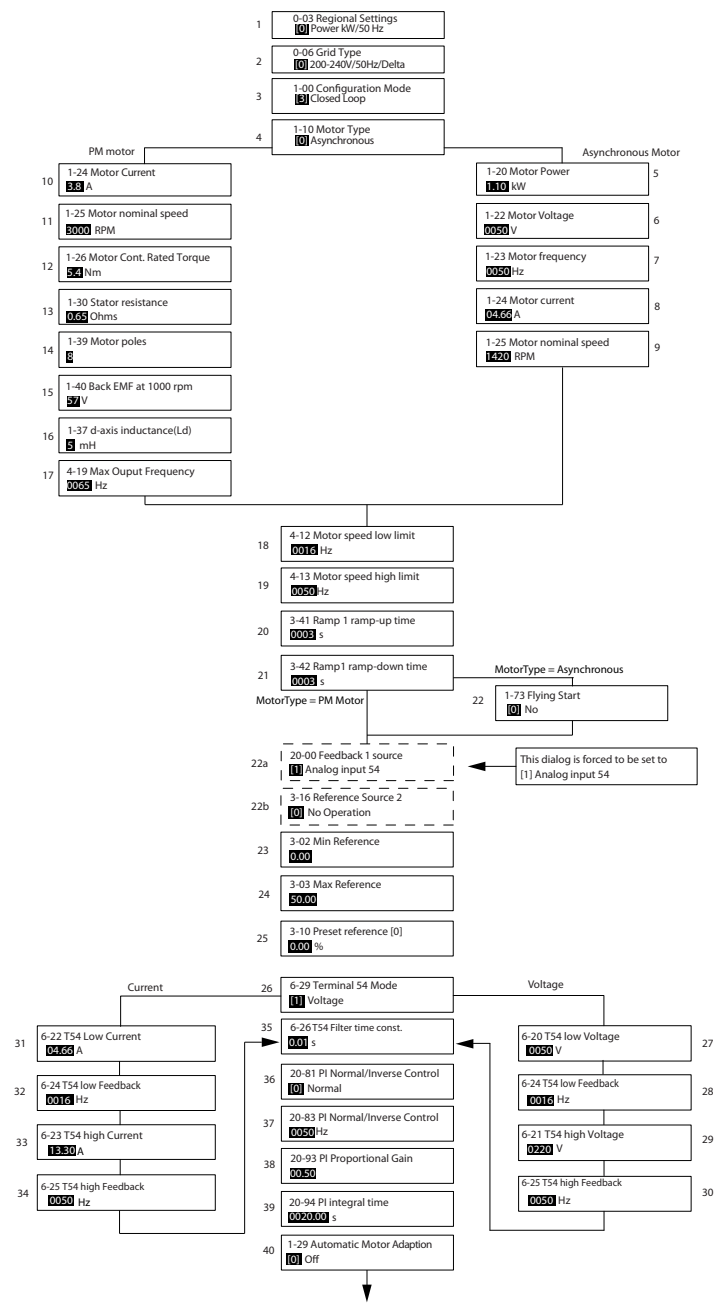 1
0-03 Regional Settings
[0] Power kW/50 Hz
2
0-06 Grid Type
[0] 200-240V/50Hz/Delta
3
1-00 Configuration Mode
[3] Closed Loop
4
1-10 Motor Type
[0] Asynchronous
PM motor
Asynchronous Motor
10
1-24 Motor Current
3.8 A
11
1-25 Motor nominal speed
3000 RPM
12
1-26 Motor Cont. Rated Torque
5.4 Nm
13
1-30 Stator resistance
0.65 Ohms
14
1-39 Motor poles
8
15
1-40 Back EMF at 1000 rpm
57 V
16
1-37 d-axis inductance(Ld)
5 mH
17
4-19 Max Ouput Frequency
0065 Hz
1-20 Motor Power
1.10 kW
5
1-22 Motor Voltage
0050 V
6
1-23 Motor frequency
0050 Hz
7
1-24 Motor current
04.66 A
8
1-25 Motor nominal speed
1420 RPM
9
18
4-12 Motor speed low limit
0016 Hz
19
4-13 Motor speed high limit
0050 Hz
20
3-41 Ramp 1 ramp-up time
0003 s
21
3-42 Ramp1 ramp-down time
0003 s
MotorType = Asynchronous
MotorType = PM Motor
22
1-73 Flying Start
[0] No
22a
20-00 Feedback 1 source
[1] Analog input 54
This dialog is forced to be set to
[1] Analog input 54
22b
3-16 Reference Source 2
[0] No Operation
23
3-02 Min Reference
0.00
24
3-03 Max Reference
50.00
25
3-10 Preset reference [0]
0.00 %
Current
26
6-29 Terminal 54 Mode
[1] Voltage
Voltage
31
6-22 T54 Low Current
04.66 A
32
6-24 T54 low Feedback
0016 Hz
33
6-23 T54 high Current
13.30 A
34
6-25 T54 high Feedback
0050 Hz
35
6-26 T54 Filter time const.
0.01 s
36
20-81 PI Normal/Inverse Control
[0] Normal
37
20-83 PI Normal/Inverse Control
0050 Hz
38
20-93 PI Proportional Gain
00.50
39
20-94 PI integral time
0020.00 s
40
1-29 Automatic Motor Adaption
[0] Off
6-20 T54 low Voltage
0050 V
27
6-24 T54 low Feedback
0016 Hz
28
6-21 T54 high Voltage
0220 V
29
6-25 T54 high Feedback
0050 Hz
30